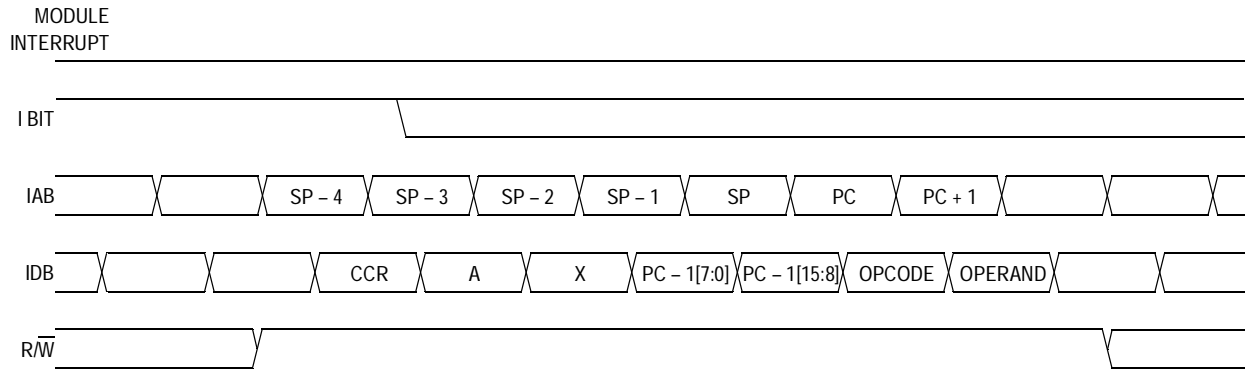 MODULE
INTERRUPT
I BIT
IAB SP – 4 SP – 3 SP – 2 SP – 1 SP PC PC + 1
IDB CCR A X PC – 1[7:0] PC – 1[15:8] OPCODE OPERAND
R/W̅